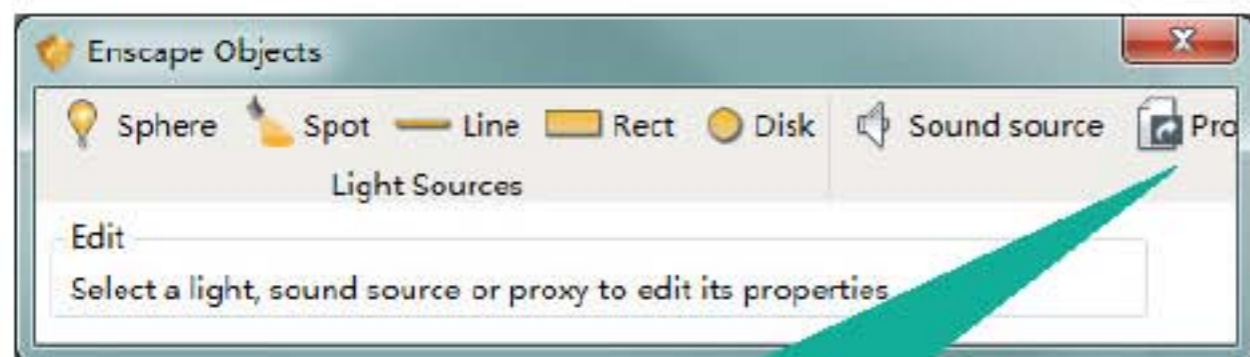 Enscape Objects
Sphere Spot Line Rect Disk Sound source Pro
Light Sources
Edit
Select a light, sound source or proxy to edit its properties